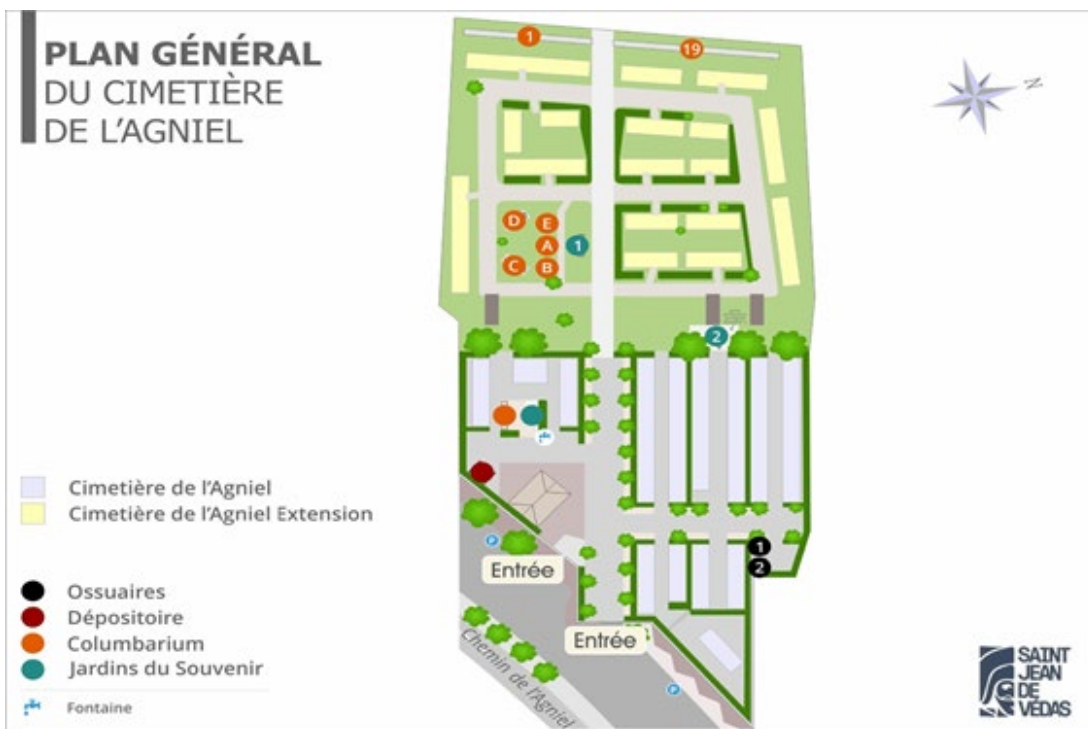 PLAN GÉNÉRAL
DU CIMETIÈRE
DE L'AGNIEL
1
19
N
D
E
A
1
C
B
2
Cimetière de l'Agniel
Cimetière de l'Agniel Extension
1
2
P
Entrée
Entrée
P
Chemin de l'Agniel
Ossuaires
Dépositoire
Columbarium
Jardins du Souvenir
Fontaine
SAINT
JEAN
DE
VÉDAS